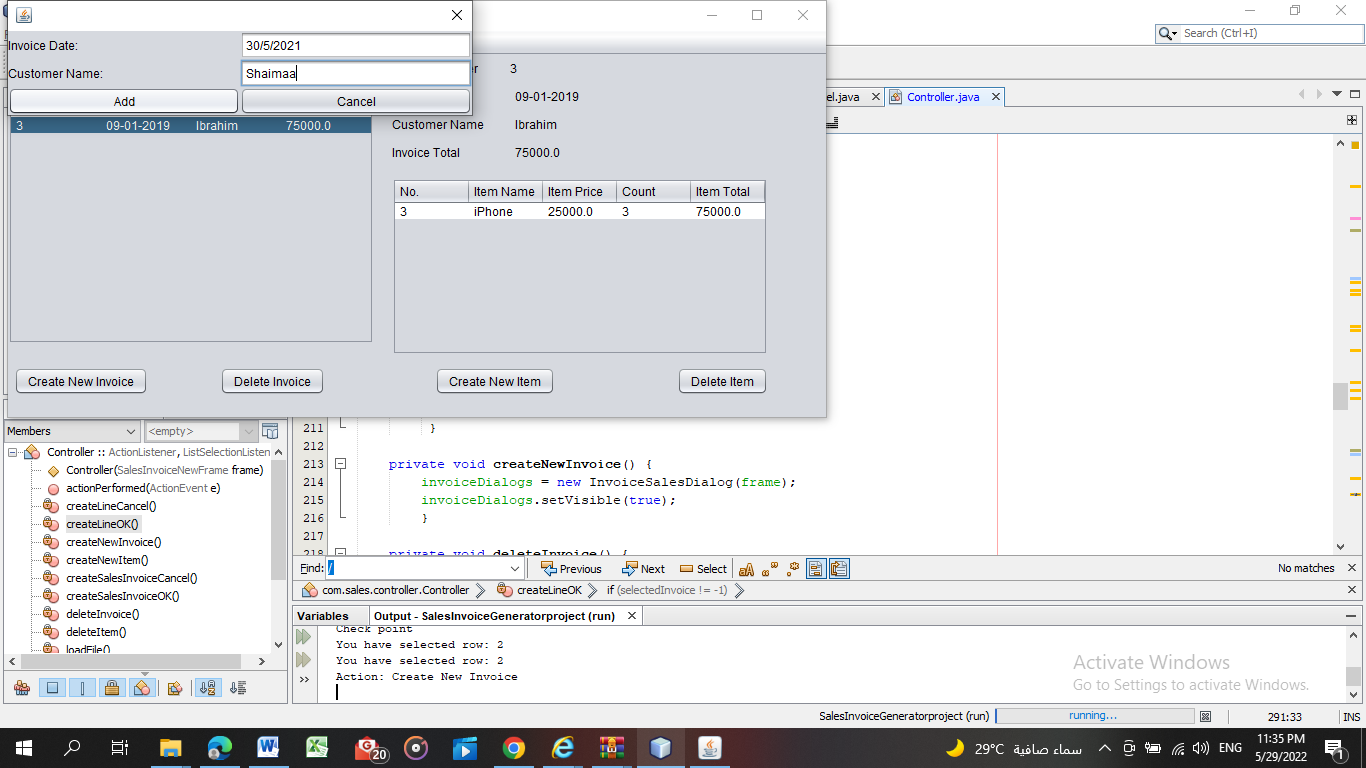 Invoice Date:
30/5/2021
Customer Name:
Shaimaa
Add
Cancel
3 09-01-2019 Ibrahim 75000.0
3
09-01-2019
Customer Name Ibrahim
Invoice Total 75000.0
No. Item Name Item Price Count Item Total
3 iPhone 25000.0 3 75000.0
Create New Invoice
Delete Invoice
Create New Item
Delete Item
Search (Ctrl+I)
el.java
Controller.java
Members
<empty>
Controller :: ActionListener, ListSelectionListen
Controller(SalesInvoiceNewFrame frame)
actionPerformed(ActionEvent e)
createLineCancel()
createLineOK()
createNewInvoice()
createNewItem()
createSalesInvoiceCancel()
createSalesInvoiceOK()
deleteInvoice()
deleteItem()
loadFile()
211 }
212
213 private void createNewInvoice() {
214 invoiceDialogs = new InvoiceSalesDialog(frame);
215 invoiceDialogs.setVisible(true);
216 }
217
218 private void deleteInvoice() {
Find: /
Previous
Next
Select
No matches
com.sales.controller.Controller
createLineOK
if (selectedInvoice != -1)
Variables
Output - SalesInvoiceGeneratorproject (run)
Check point
You have selected row: 2
You have selected row: 2
Action: Create New Invoice
Activate Windows
Go to Settings to activate Windows.
SalesInvoiceGeneratorproject (run)
running...
291:33
INS
20
29°C سماء صافية
ENG
11:35 PM
5/29/2022
1